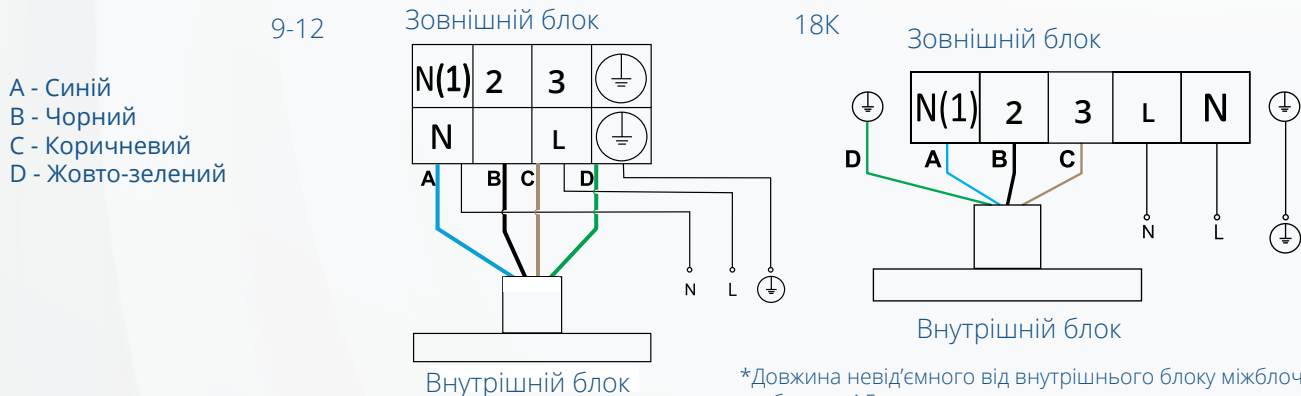 9-12
Зовнішній блок
A - Синій
B - Чорний
C - Коричневий
D - Жовто-зелений
N(1) 2 3
N L
A B C D
N L
Внутрішній блок
18К
Зовнішній блок
N(1) 2 3 L N
D A B C
N L
Внутрішній блок
*Довжина невід’ємного від внутрішнього блоку міжблоч